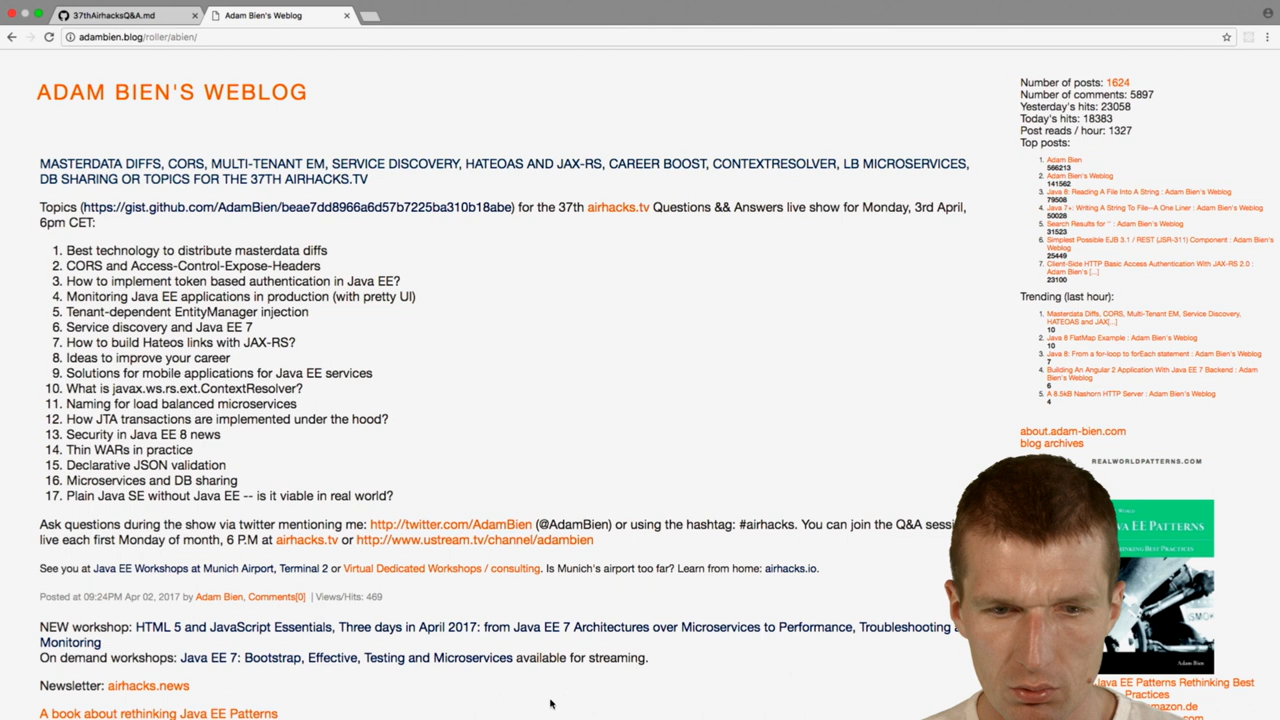 37thAirhacksQ&A.md
Adam Bien's Weblog
adambien.blog/roller/abien/
ADAM BIEN'S WEBLOG
MASTERDATA DIFFS, CORS, MULTI-TENANT EM, SERVICE DISCOVERY, HATEOAS AND JAX-RS, CAREER BOOST, CONTEXTRESOLVER, LB MICROSERVICES,
DB SHARING OR TOPICS FOR THE 37TH AIRHACKS.TV
Topics (https://gist.github.com/AdamBien/beae7dd8953cd57b7225ba310b18abe) for the 37th airhacks.tv Questions && Answers live show for Monday, 3rd April,
6pm CET:
1. Best technology to distribute masterdata diffs
2. CORS and Access-Control-Expose-Headers
3. How to implement token based authentication in Java EE?
4. Monitoring Java EE applications in production (with pretty UI)
5. Tenant-dependent EntityManager injection
6. Service discovery and Java EE 7
7. How to build Hateos links with JAX-RS?
8. Ideas to improve your career
9. Solutions for mobile applications for Java EE services
10. What is javax.ws.rs.ext.ContextResolver?
11. Naming for load balanced microservices
12. How JTA transactions are implemented under the hood?
13. Security in Java EE 8 news
14. Thin WARs in practice
15. Declarative JSON validation
16. Microservices and DB sharing
17. Plain Java SE without Java EE -- is it viable in real world?
Ask questions during the show via twitter mentioning me: http://twitter.com/AdamBien (@AdamBien) or using the hashtag: #airhacks. You can join the Q&A sessi
live each first Monday of month, 6 P.M at airhacks.tv or http://www.ustream.tv/channel/adambien
See you at Java EE Workshops at Munich Airport, Terminal 2 or Virtual Dedicated Workshops / consulting. Is Munich's airport too far? Learn from home: airhacks.io.
Posted at 09:24PM Apr 02, 2017 by Adam Bien, Comments[0] | Views/Hits: 469
NEW workshop: HTML 5 and JavaScript Essentials, Three days in April 2017: from Java EE 7 Architectures over Microservices to Performance, Troubleshooting
Monitoring
On demand workshops: Java EE 7: Bootstrap, Effective, Testing and Microservices available for streaming.
Newsletter: airhacks.news
A book about rethinking Java EE Patterns
Number of posts: 1624
Number of comments: 5897
Yesterday's hits: 23058
Today's hits: 18383
Post reads / hour: 1327
Top posts:
1. Adam Bien
566213
2. Adam Bien's Weblog
141562
3. Java 8: Reading A File Into A String : Adam Bien's Weblog
79508
4. Java 7+: Writing A String To File--A One Liner : Adam Bien's Weblog
50028
5. Search Results for '' : Adam Bien's Weblog
31523
6. Simplest Possible EJB 3.1 / REST (JSR-311) Component : Adam Bien's
Weblog
25449
7. Client-Side HTTP Basic Access Authentication With JAX-RS 2.0 :
Adam Bien's [...]
23100
Trending (last hour):
1. Masterdata Diffs, CORS, Multi-Tenant EM, Service Discovery,
HATEOAS and JAX[...]
10
2. Java 8 FlatMap Example : Adam Bien's Weblog
10
3. Java 8: From a for-loop to forEach statement : Adam Bien's Weblog
7
4. Building An Angular 2 Application With Java EE 7 Backend : Adam
Bien's Weblog
6
5. A 8.5kB Nashorn HTTP Server : Adam Bien's Weblog
4
about.adam-bien.com
blog archives
REALWORLDPATTERNS.COM
EE PATTERNS
THINKING BEST PRACTICES
Adam Bien
Java EE Patterns Rethinking Best
Practices